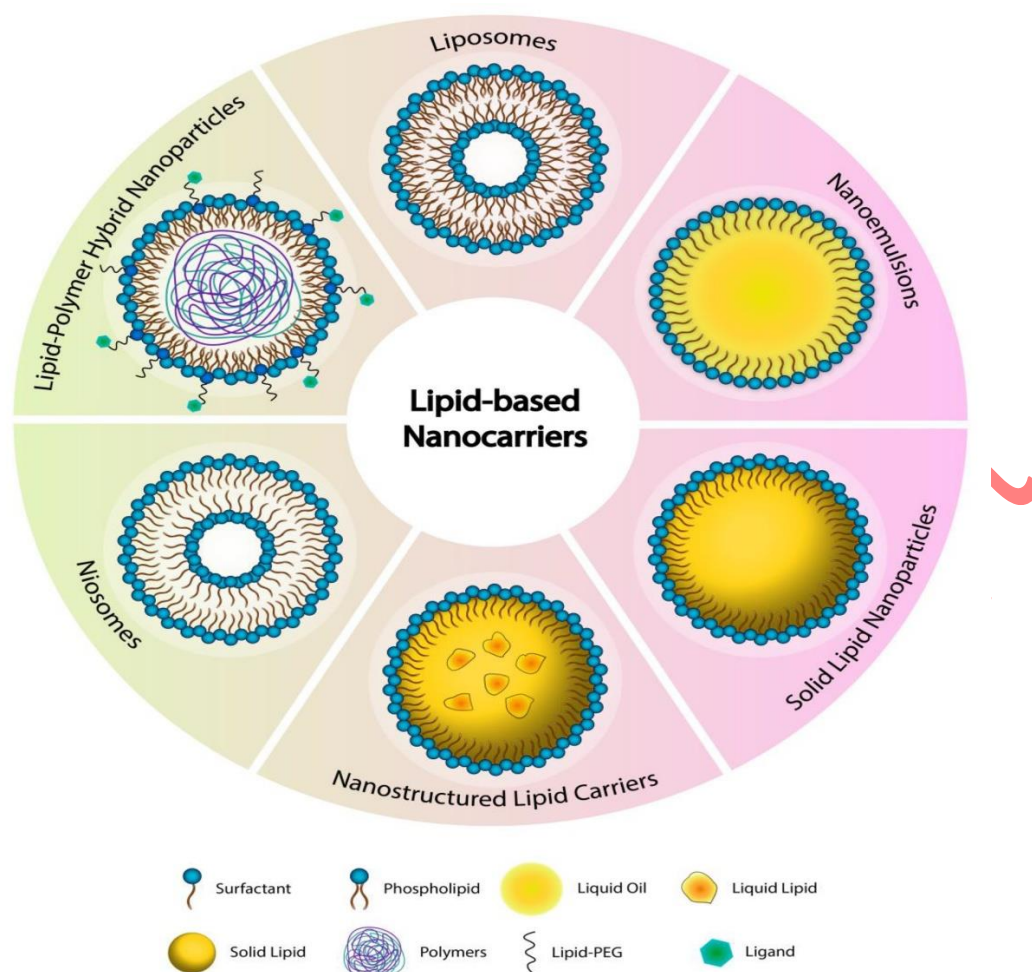 Liposomes
Lipid-Polymer Hybrid Nanoparticles
Nanoemulsions
Lipid-based
Nanocarriers
Niosomes
Solid Lipid Nanoparticles
Nanostructured Lipid Carriers
Surfactant
Phospholipid
Liquid Oil
Liquid Lipid
Solid Lipid
Polymers
Lipid-PEG
Ligand